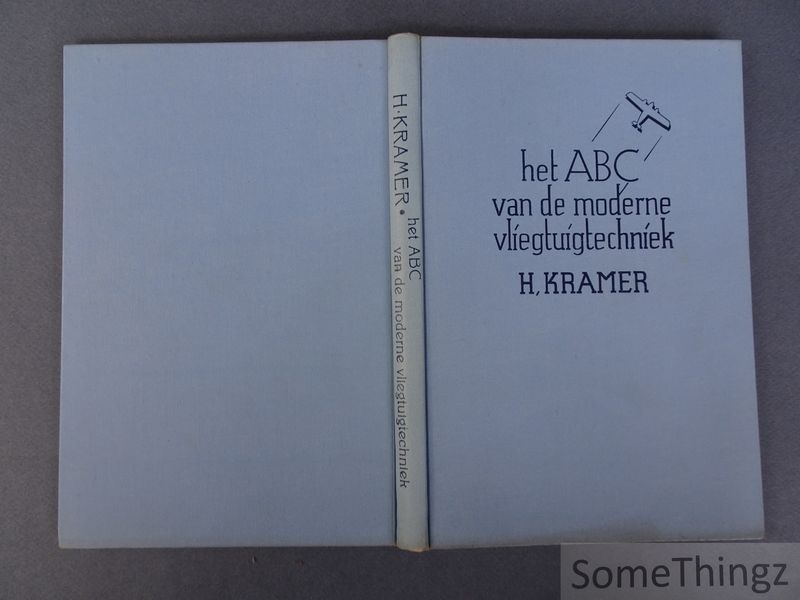 H. KRAMER • het ABC
van de moderne vliegtuigtechniek
het ABC
van de moderne
vliegtuigtechniek
H. KRAMER
SomeThingz